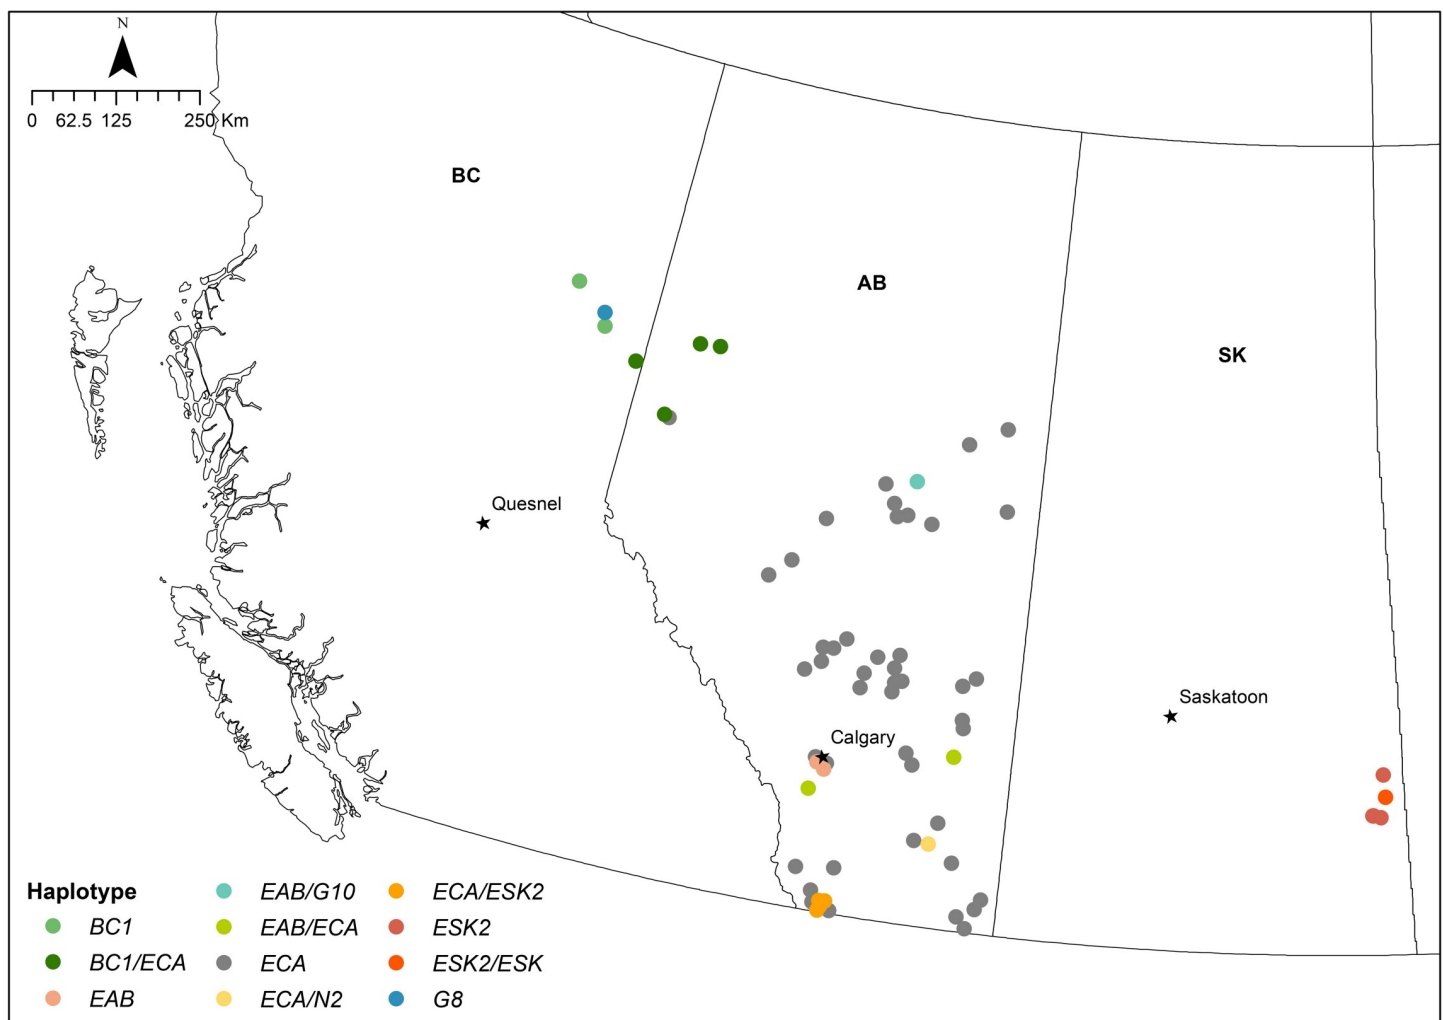 N
0 62.5 125 250 Km
BC
AB
SK
Quesnel
Saskatoon
Calgary
Haplotype
BC1
BC1/ECA
EAB
EAB/G10
EAB/ECA
ECA
ECA/N2
ECA/ESK2
ESK2
ESK2/ESK
G8